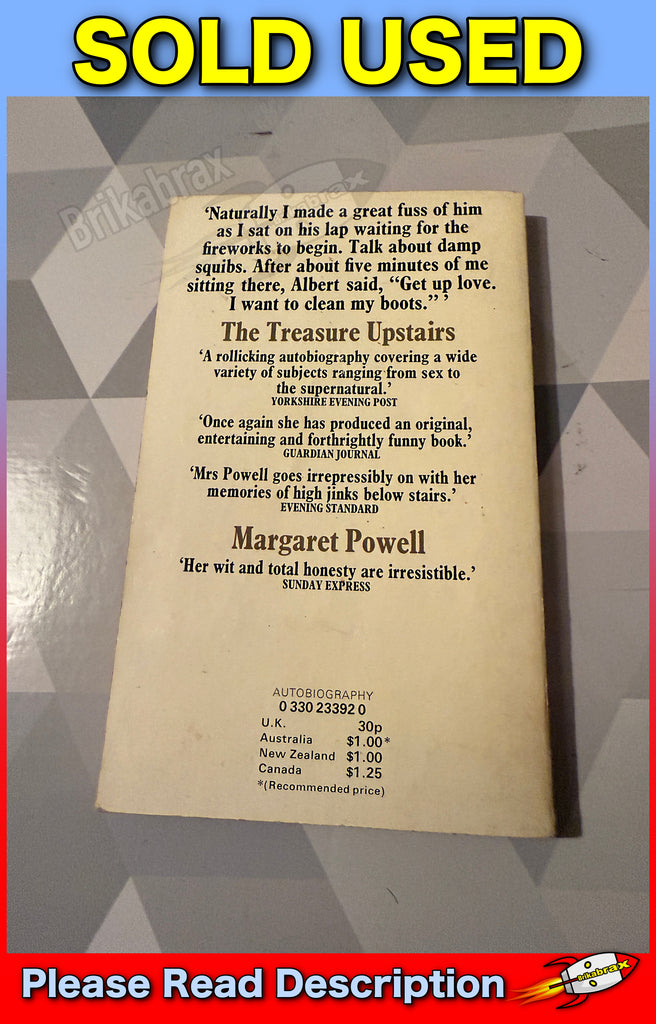 SOLD USED
Brikabrax
‘Naturally I made a great fuss of him
as I sat on his lap waiting for the
fireworks to begin. Talk about damp
squibs. After about five minutes of me
sitting there, Albert said, “Get up love.
I want to clean my boots.” ’
The Treasure Upstairs
‘A rollicking autobiography covering a wide
variety of subjects ranging from sex to
the supernatural.’
YORKSHIRE EVENING POST
‘Once again she has produced an original,
entertaining and forthrightly funny book.’
GUARDIAN JOURNAL
‘Mrs Powell goes irrepressibly on with her
memories of high jinks below stairs.’
EVENING STANDARD
Margaret Powell
‘Her wit and total honesty are irresistible.’
SUNDAY EXPRESS
AUTOBIOGRAPHY
0 330 23392 0
U.K. 30p
Australia $1.00*
New Zealand $1.00
Canada $1.25
*(Recommended price)
Please Read Description
Brikabrax